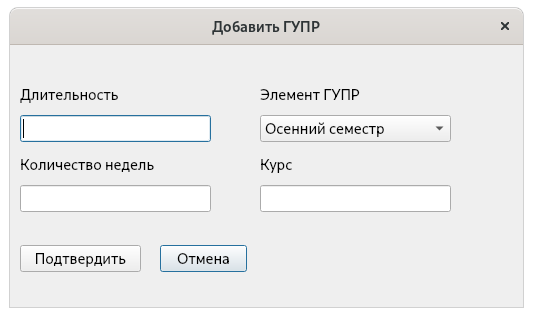 Добавить ГУПР
Длительность
Элемент ГУПР
Осенний семестр
Количество недель
Курс
Подтвердить
Отмена